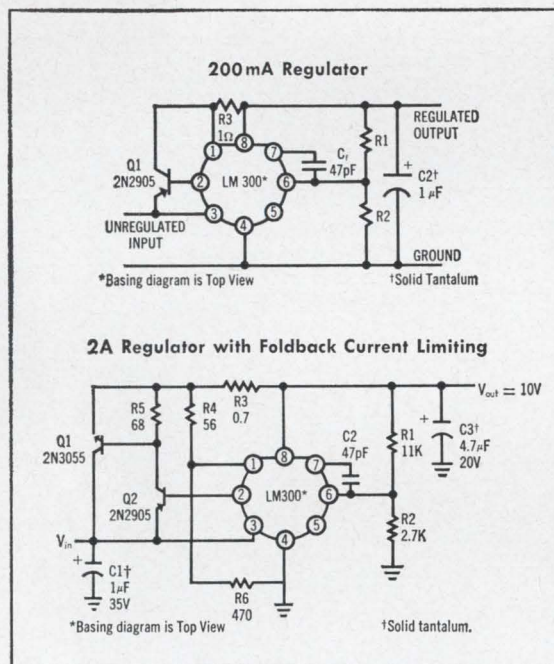 200mA Regulator
REGULATED
OUTPUT
R3
1Ω
1
8
7
Cf
47pF
R1
C2†
1 μF
+
Q1
2N2905
2
LM 300*
6
3
4
5
R2
UNREGULATED
INPUT
GROUND
*Basing diagram is Top View
†Solid Tantalum
2A Regulator with Foldback Current Limiting
Vout = 10V
R5
68
R4
56
R3
0.7
Q1
2N3055
1
8
7
C2
47pF
R1
11K
+
C3†
4.7μF
20V
Q2
2N2905
2
LM300*
6
3
4
5
R2
2.7K
Vin
+
C1†
1μF
35V
R6
470
*Basing diagram is Top View
†Solid tantalum.